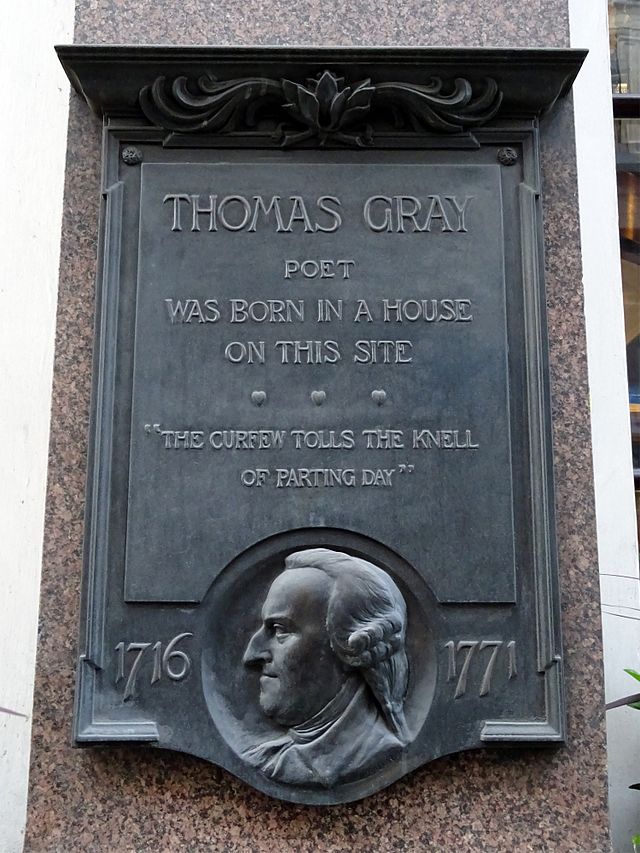 THOMAS GRAY
POET
WAS BORN IN A HOUSE
ON THIS SITE
"THE CURFEW TOLLS THE KNELL
OF PARTING DAY"
1716 1771